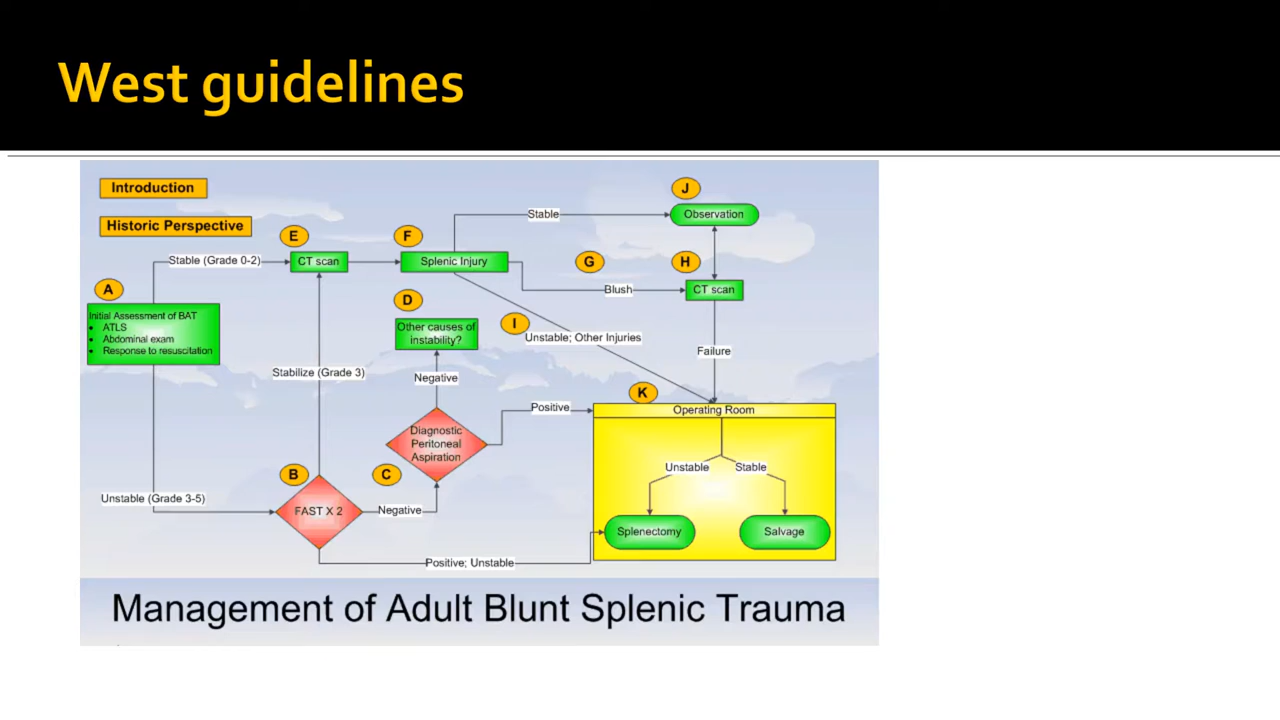 West guidelines
Introduction
Historic Perspective
J
Stable
Observation
E
F
Stable (Grade 0-2)
CT scan
Splenic Injury
G
H
Blush
CT scan
A
Initial Assessment of BAT
• ATLS
• Abdominal exam
• Response to resuscitation
D
Other causes of
instability?
I
Unstable; Other Injuries
Failure
Stabilize (Grade 3)
Negative
K
Positive
Operating Room
Diagnostic
Peritoneal
Aspiration
Unstable
Stable
B
C
Unstable (Grade 3-5)
FAST X 2
Negative
Splenectomy
Salvage
Positive; Unstable
Management of Adult Blunt Splenic Trauma